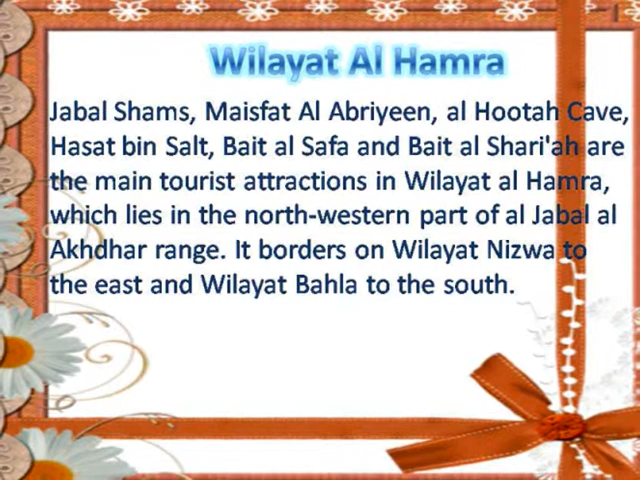 Wilayat Al Hamra
Jabal Shams, Maisfat Al Abriyeen, al Hootah Cave,
Hasat bin Salt, Bait al Safa and Bait al Shari'ah are
the main tourist attractions in Wilayat al Hamra,
which lies in the north-western part of al Jabal al
Akhdhar range. It borders on Wilayat Nizwa to
the east and Wilayat Bahla to the south.